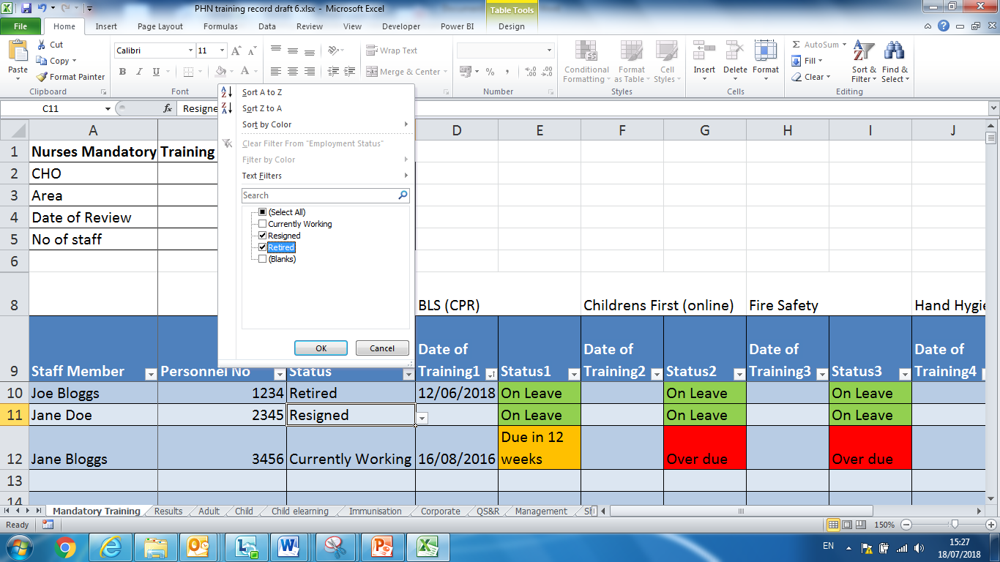 PHN training record draft 6.xlsx - Microsoft Excel
Table Tools
File Home Insert Page Layout Formulas Data Review View Developer Power BI Design
Paste
Cut
Copy
Format Painter
Clipboard
Calibri 11
B I U
Font
Wrap Text
Merge & Center
% ,
Number
Conditional Formatting
Format as Table
Cell Styles
Styles
Insert Delete Format
Cells
AutoSum
Fill
Clear
Sort & Filter
Find & Select
Editing
C11 fx Resigne
Sort A to Z
Sort Z to A
Sort by Color
Clear Filter From "Employment Status"
Filter by Color
Text Filters
Search
(Select All)
Currently Working
Resigned
Retired
(Blanks)
OK Cancel
A D E F G H I J
1 Nurses Mandatory Training
2 CHO
3 Area
4 Date of Review
5 No of staff
6
8 BLS (CPR) Childrens First (online) Fire Safety Hand Hygie
9 Staff Member Personnel No Status Date of Training1 Status1 Date of Training2 Status2 Date of Training3 Status3 Date of Training4
10 Joe Bloggs 1234 Retired 12/06/2018 On Leave On Leave On Leave
11 Jane Doe 2345 Resigned On Leave On Leave On Leave
12 Jane Bloggs 3456 Currently Working 16/08/2016 Due in 12 weeks Over due Over due
13
14
Mandatory Training Results Adult Child Child elearning Immunisation Corporate QS&R Management Sh
Ready 150%
EN 15:27
18/07/2018